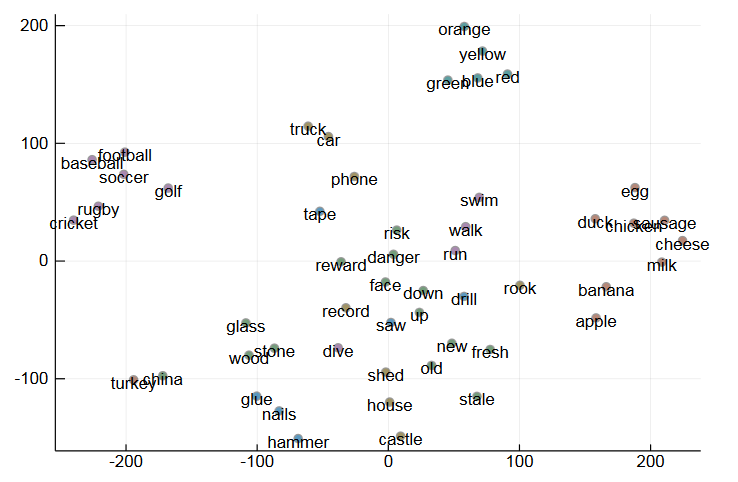 200
orange
yellow
green
blue
red
100
truck
car
football
baseball
soccer
phone
golf
egg
swim
tape
rugby
cricket
duck
chicken
sausage
walk
risk
cheese
run
danger
0
reward
milk
face
rook
banana
down
drill
record
up
apple
saw
glass
new
fresh
stone
dive
wood
old
shed
-100
turkey
china
glue
stale
house
nails
castle
hammer
-200
-100
0
100
200